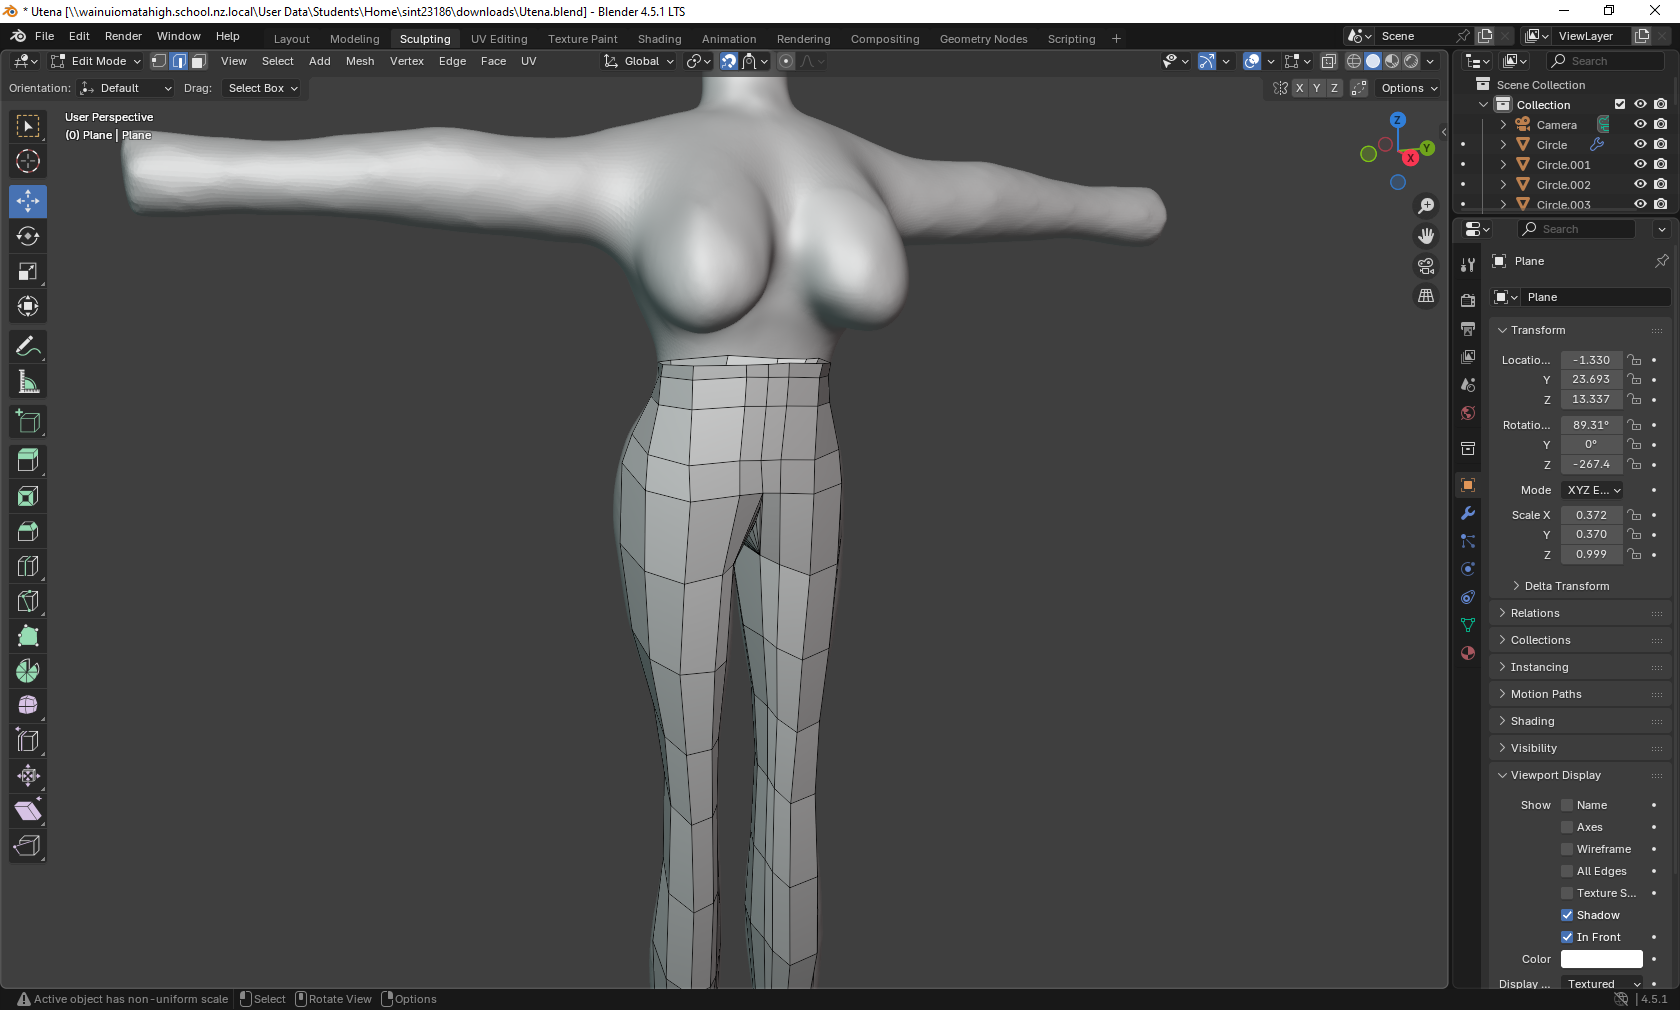 * Utena [\\wainuiomatahigh.school.nz.local\User Data\Students\Home\sint23186\downloads\Utena.blend] - Blender 4.5.1 LTS
File Edit Render Window Help Layout Modeling Sculpting UV Editing Texture Paint Shading Animation Rendering Compositing Geometry Nodes Scripting + Scene ViewLayer
Edit Mode View Select Add Mesh Vertex Edge Face UV Global Search
Orientation: Default Drag: Select Box X Y Z Options
Scene Collection
Collection
Camera
Circle
Circle.001
Circle.002
Circle.003
User Perspective
(0) Plane | Plane
Z
Y
X
Search
Plane
Plane
Transform
Locatio... -1.330
Y 23.693
Z 13.337
Rotatio... 89.31°
Y 0°
Z -267.4
Mode XYZ E...
Scale X 0.372
Y 0.370
Z 0.999
Delta Transform
Relations
Collections
Instancing
Motion Paths
Shading
Visibility
Viewport Display
Show Name
Axes
Wireframe
All Edges
Texture S...
Shadow
In Front
Color
Display ... Textured
Active object has non-uniform scale Select Rotate View Options 4.5.1